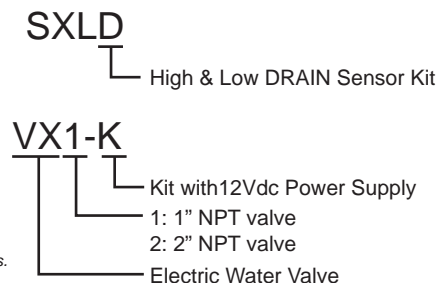 SXLD
High & Low DRAIN Sensor Kit
VX1-K
Kit with12Vdc Power Supply
1: 1” NPT valve
2: 2” NPT valve
s.
Electric Water Valve